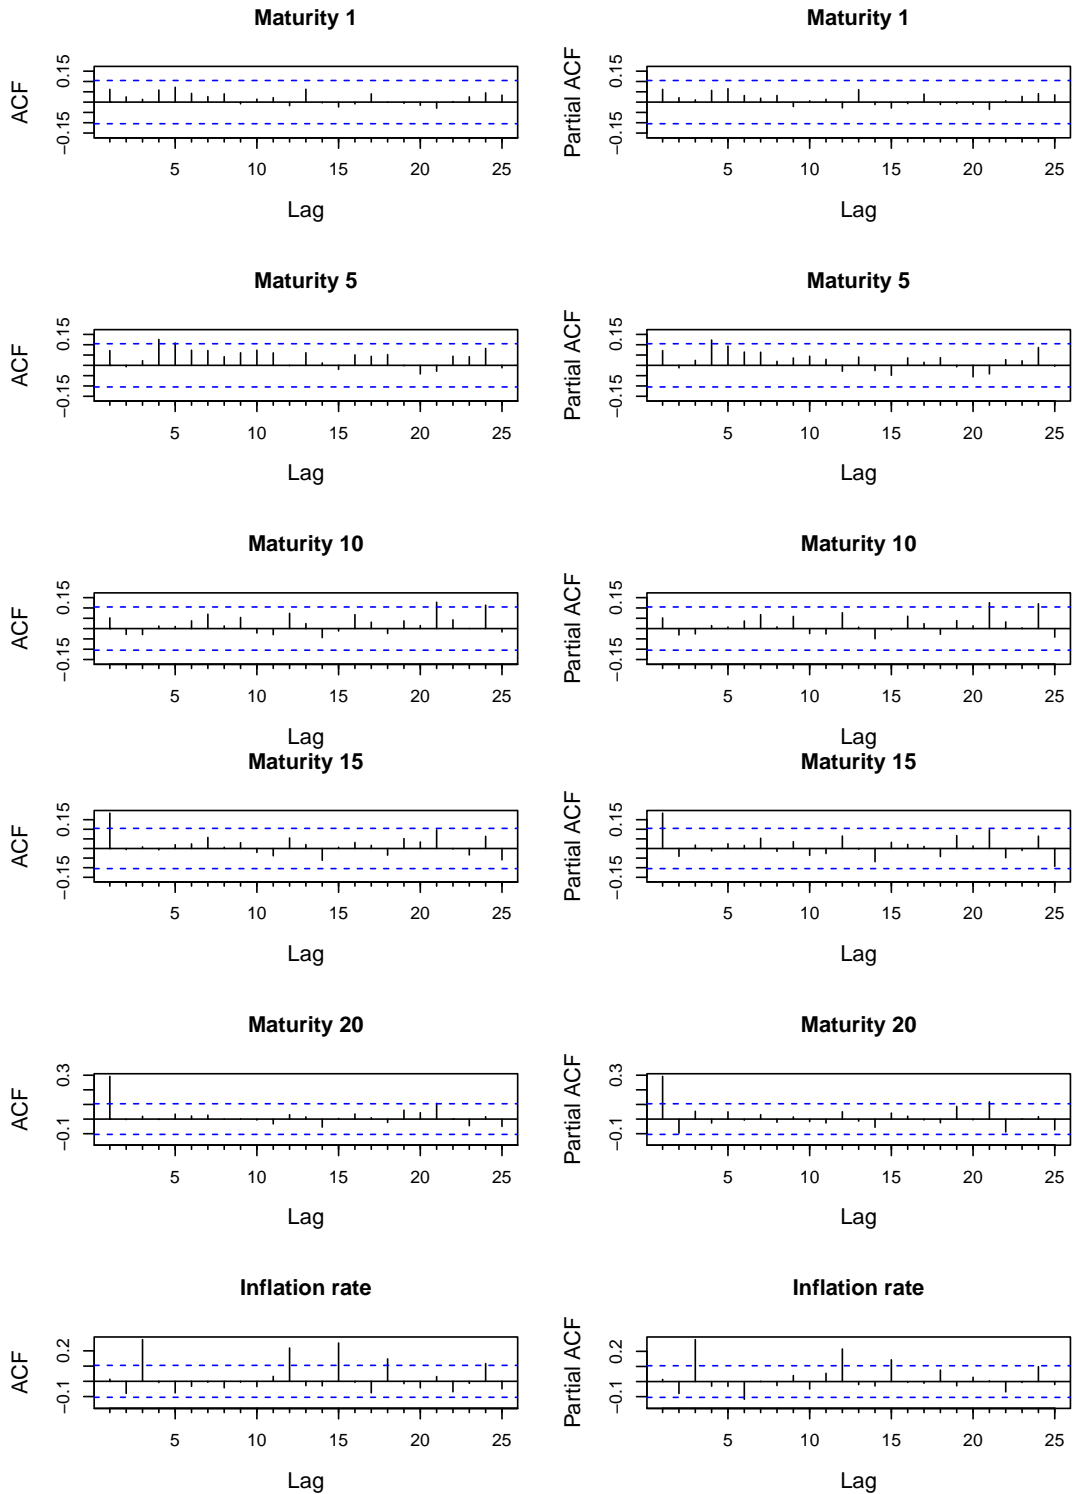 Maturity 1 Maturity 1
ACF −0.15 0.15 Partial ACF −0.15 0.15
5 10 15 20 25 5 10 15 20 25
Lag Lag
Maturity 5 Maturity 5
ACF −0.15 0.15 Partial ACF −0.15 0.15
5 10 15 20 25 5 10 15 20 25
Lag Lag
Maturity 10 Maturity 10
ACF −0.15 0.15 Partial ACF −0.15 0.15
5 10 15 20 25 5 10 15 20 25
Lag Lag
Maturity 15 Maturity 15
ACF −0.15 0.15 Partial ACF −0.15 0.15
5 10 15 20 25 5 10 15 20 25
Lag Lag
Maturity 20 Maturity 20
ACF −0.1 0.3 Partial ACF −0.1 0.3
5 10 15 20 25 5 10 15 20 25
Lag Lag
Inflation rate Inflation rate
ACF −0.1 0.2 Partial ACF −0.1 0.2
5 10 15 20 25 5 10 15 20 25
Lag Lag